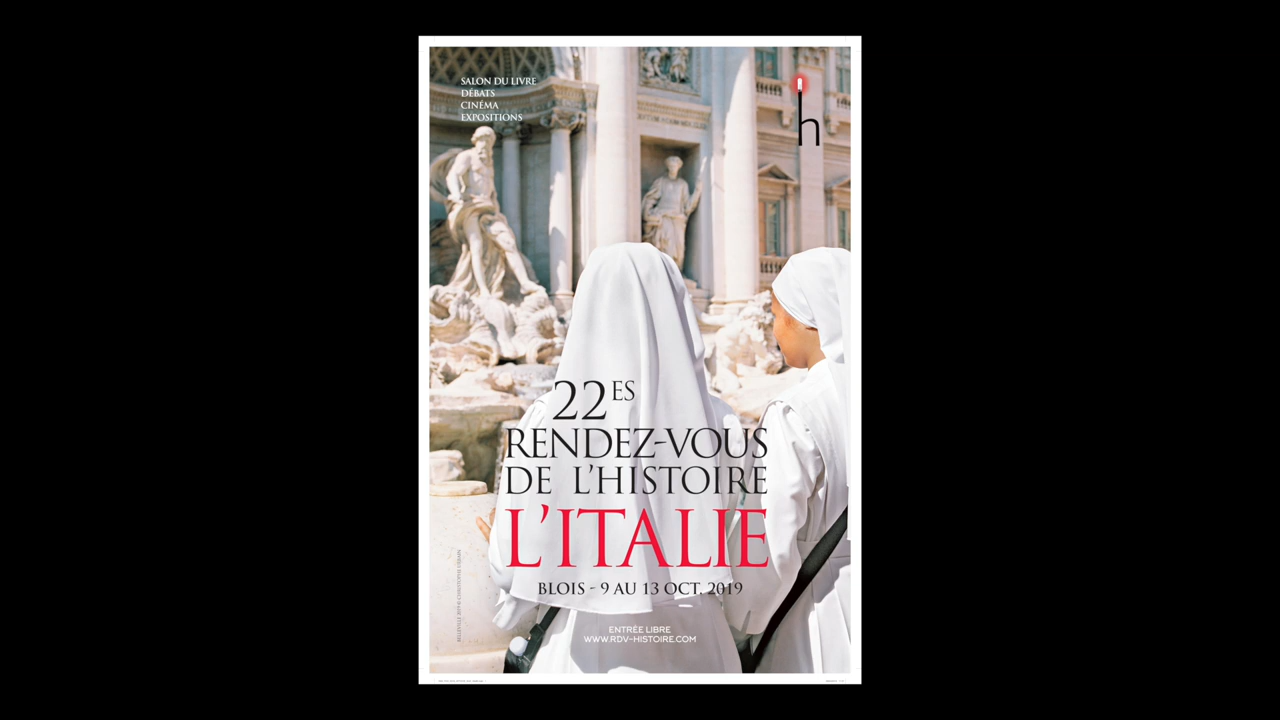 SALON DU LIVRE
DÉBATS
CINÉMA
EXPOSITIONS
h
22ES
RENDEZ-VOUS
DE L'HISTOIRE
L'ITALIE
BLOIS - 9 AU 13 OCT. 2019
ENTRÉE LIBRE
WWW.RDV-HISTOIRE.COM